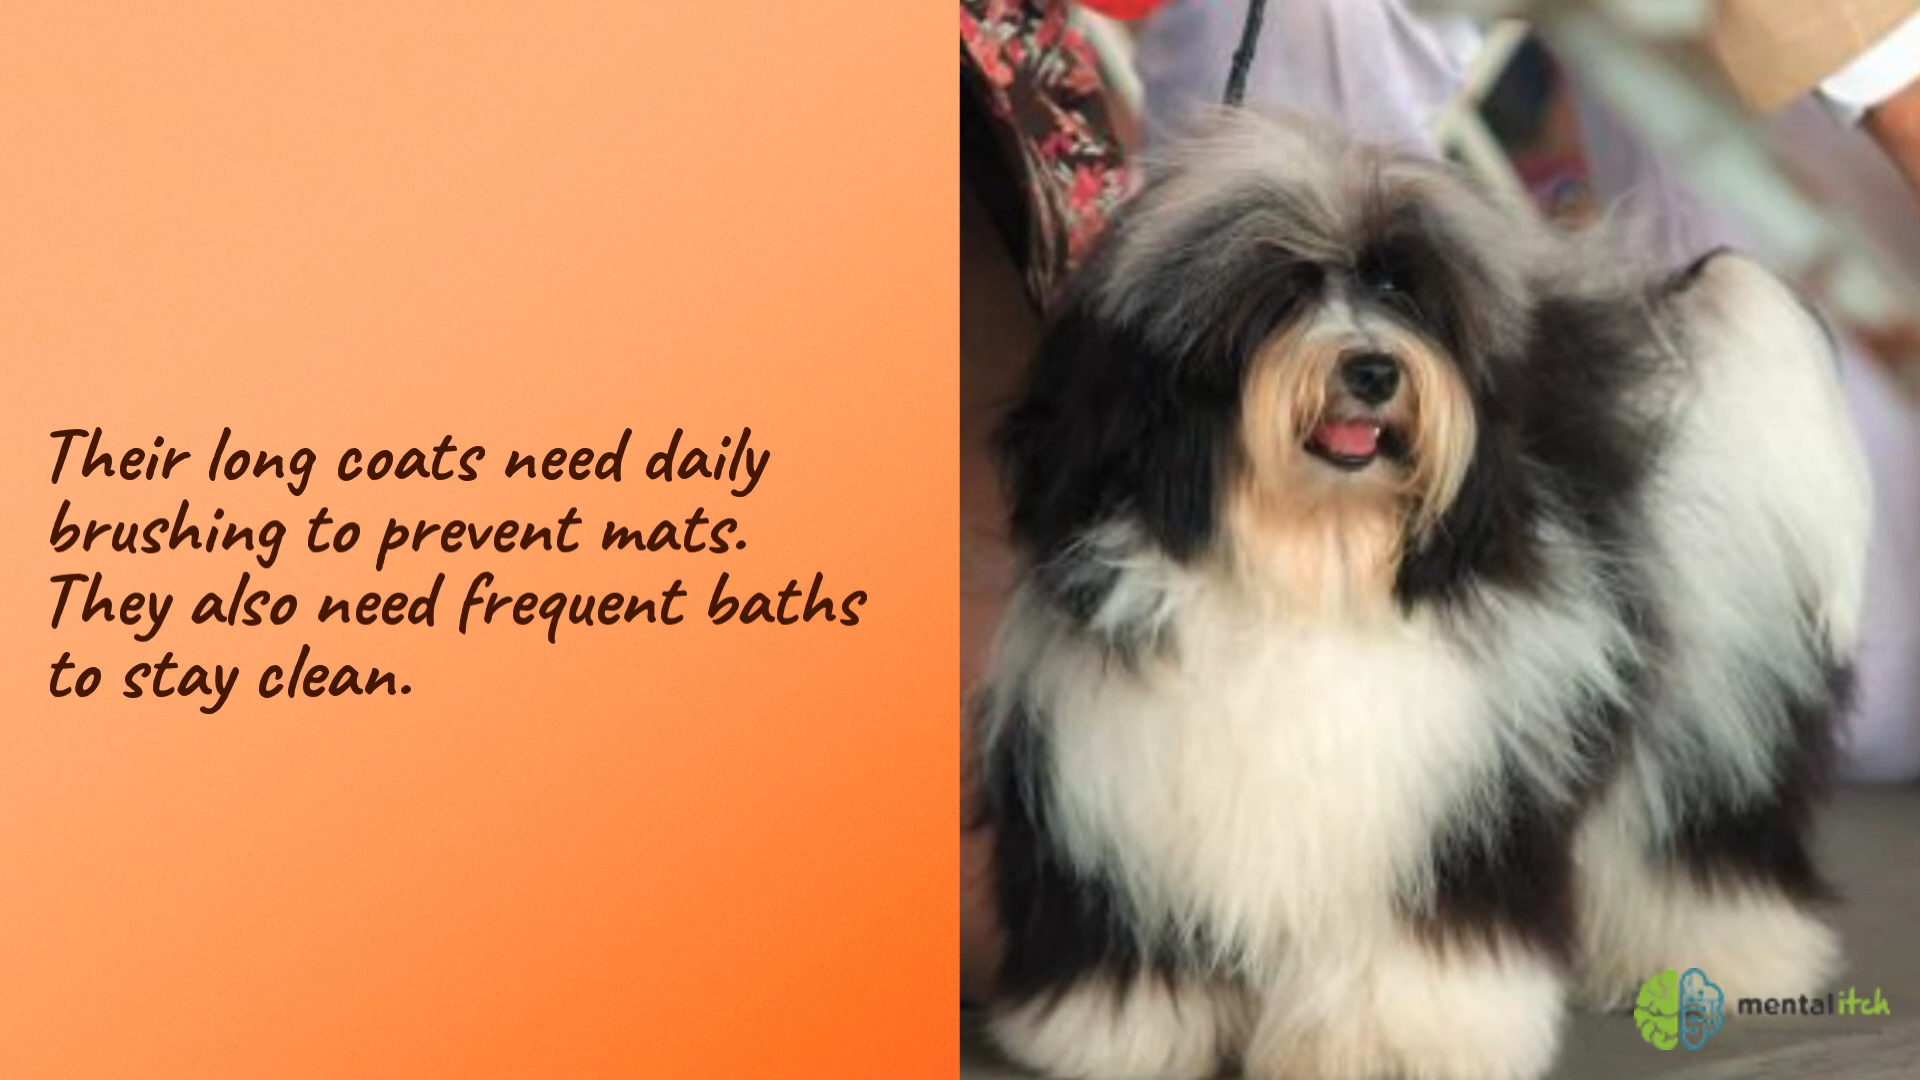 Their long coats need daily
brushing to prevent mats.
They also need frequent baths
to stay clean.
mentalitch